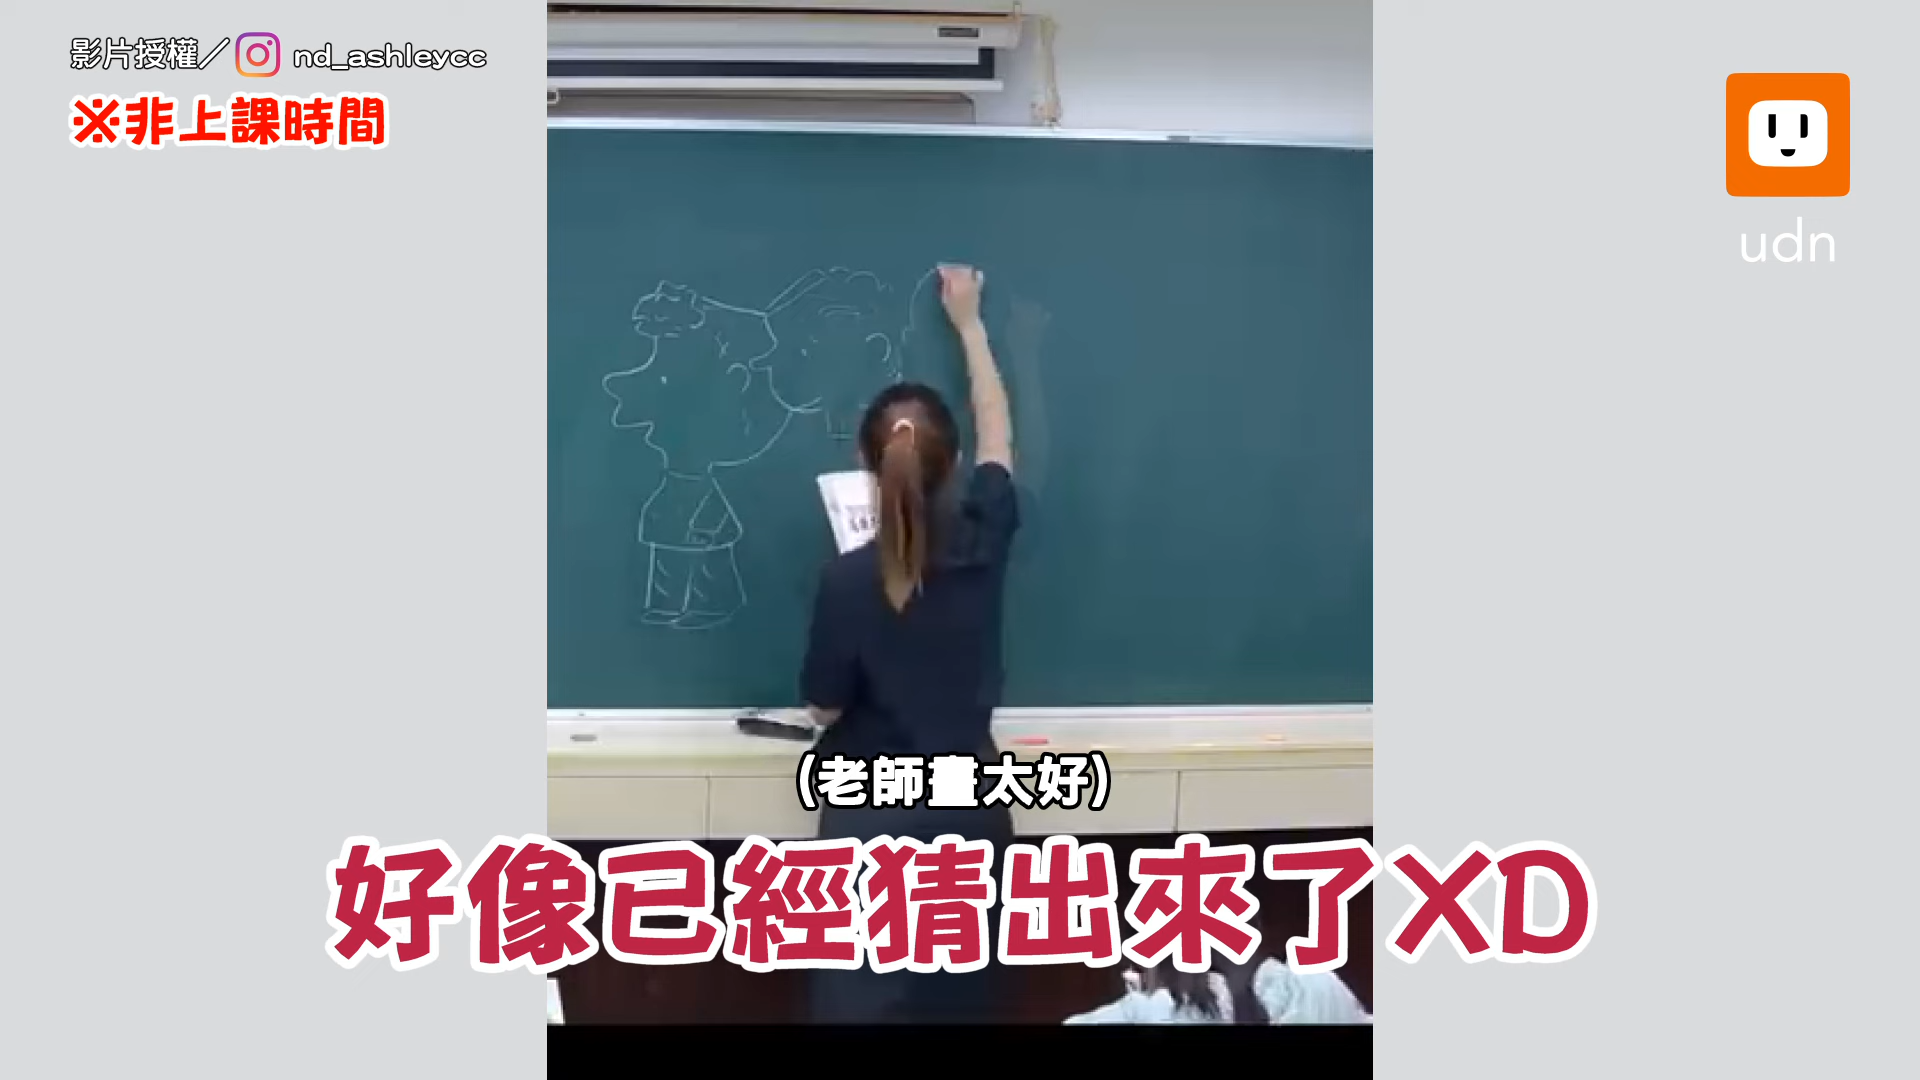 影片授權／ nd_ashleycc
※非上課時間
udn
(老師畫太好)
好像已經猜出來了XD